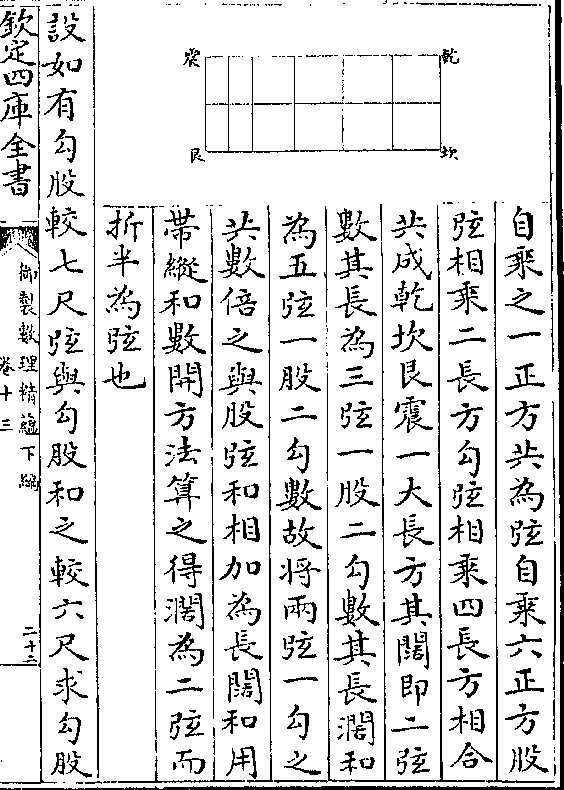 乾
坎
震
艮
自乘之一正方共為弦自乘六正方股
弦相乘二長方勾弦相乘四長方相合
共成乾坎艮震一大長方其闊即二弦
數其長為三弦一股二勾數其長濶和
為五弦一股二勾數故將兩弦一勾之
共數倍之與股弦和相加為長闊和用
帶縱和數開方法算之得濶為二弦而
折半為弦也
設如有勾股較七尺弦與勾股和之較六尺求勾股
欽定四庫全書
御製數理精蘊下編
卷十三
二十三